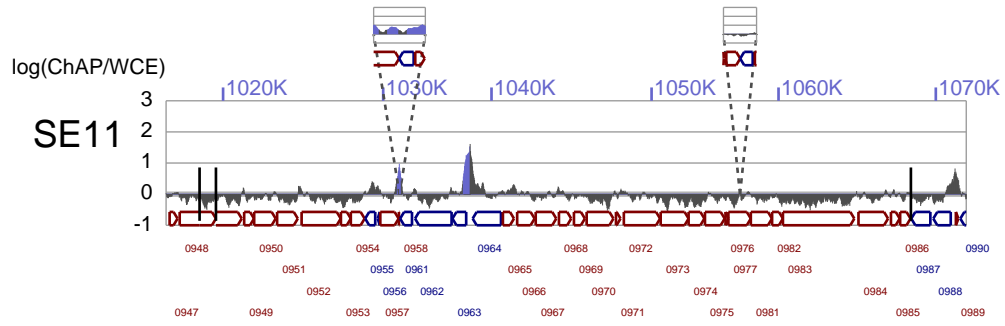 log(ChAP/WCE)
1020K 1030K 1040K 1050K 1060K 1070K
3
2
SE11
1
0
-1
0948 0950 0954 0958 0964 0968 0972 0976 0982 0986 0990
0951 0955 0961 0965 0969 0973 0977 0983 0987
0952 0956 0962 0966 0970 0974 0984 0988
0947 0949 0953 0957 0963 0967 0971 0975 0981 0985 0989